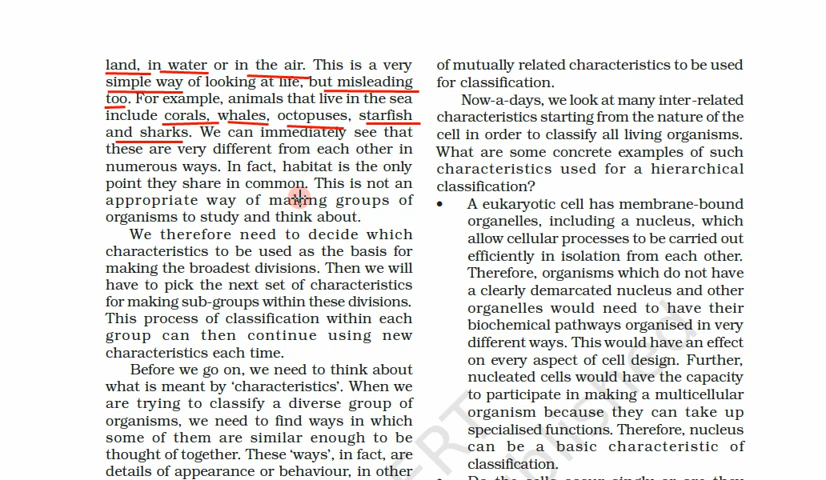 land, in water or in the air. This is a very
simple way of looking at life, but misleading
too. For example, animals that live in the sea
include corals, whales, octopuses, starfish
and sharks. We can immediately see that
these are very different from each other in
numerous ways. In fact, habitat is the only
point they share in common. This is not an
appropriate way of making groups of
organisms to study and think about.
We therefore need to decide which
characteristics to be used as the basis for
making the broadest divisions. Then we will
have to pick the next set of characteristics
for making sub-groups within these divisions.
This process of classification within each
group can then continue using new
characteristics each time.
Before we go on, we need to think about
what is meant by ‘characteristics’. When we
are trying to classify a diverse group of
organisms, we need to find ways in which
some of them are similar enough to be
thought of together. These ‘ways’, in fact, are
details of appearance or behaviour, in other
of mutually related characteristics to be used
for classification.
Now-a-days, we look at many inter-related
characteristics starting from the nature of the
cell in order to classify all living organisms.
What are some concrete examples of such
characteristics used for a hierarchical
classification?
• A eukaryotic cell has membrane-bound
organelles, including a nucleus, which
allow cellular processes to be carried out
efficiently in isolation from each other.
Therefore, organisms which do not have
a clearly demarcated nucleus and other
organelles would need to have their
biochemical pathways organised in very
different ways. This would have an effect
on every aspect of cell design. Further,
nucleated cells would have the capacity
to participate in making a multicellular
organism because they can take up
specialised functions. Therefore, nucleus
can be a basic characteristic of
classification.
• Do the cells occur singly or are they